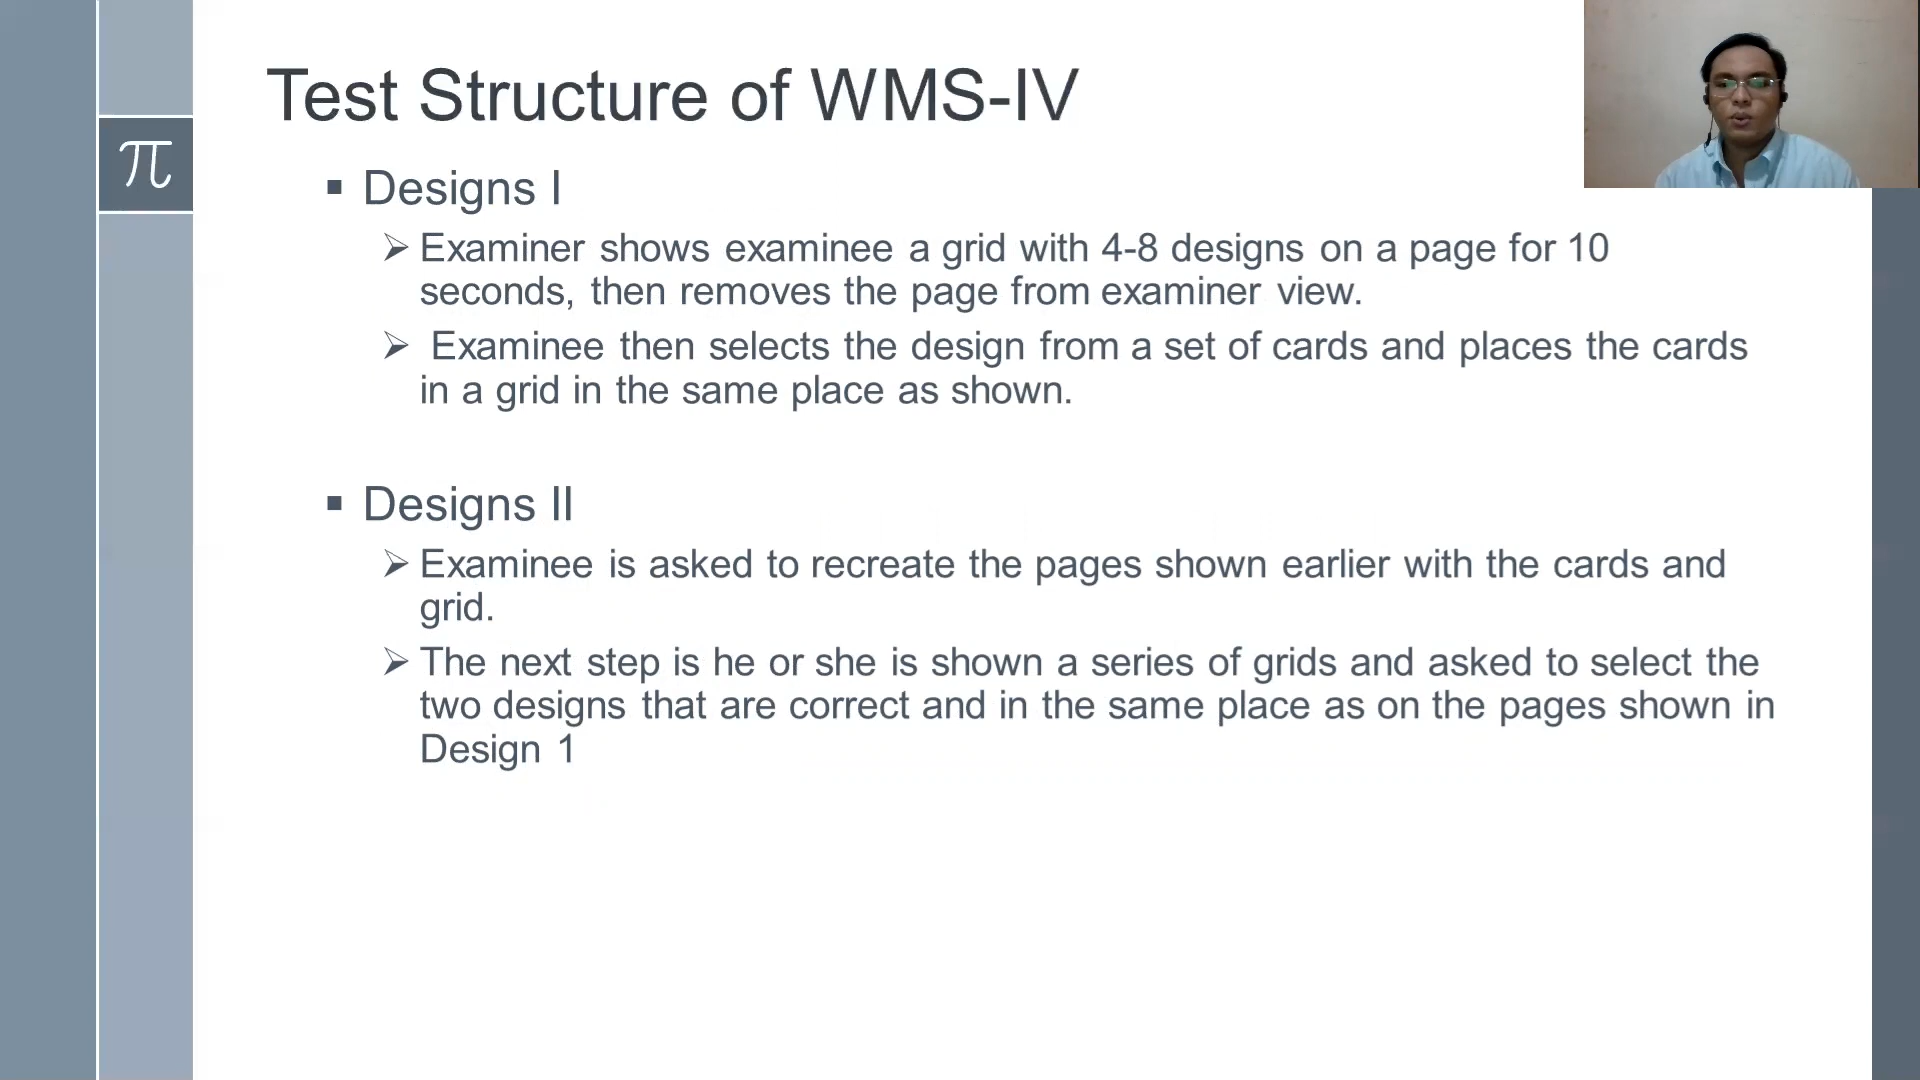 Test Structure of WMS-IV
π
▪ Designs I
➢ Examiner shows examinee a grid with 4-8 designs on a page for 10
seconds, then removes the page from examiner view.
➢ Examinee then selects the design from a set of cards and places the cards
in a grid in the same place as shown.
▪ Designs II
➢ Examinee is asked to recreate the pages shown earlier with the cards and
grid.
➢ The next step is he or she is shown a series of grids and asked to select the
two designs that are correct and in the same place as on the pages shown in
Design 1